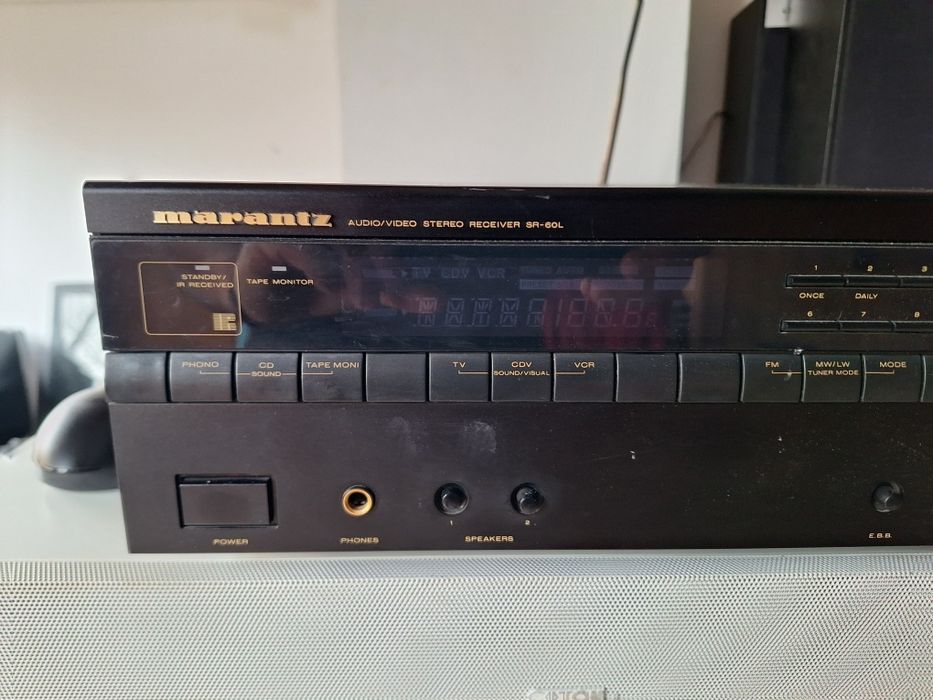 marantz AUDIO/VIDEO STEREO RECEIVER SR-60L
STANDBY/
IR RECEIVED
TAPE MONITOR
TV CDV VCR
1 2 3
ONCE DAILY
6 7 8
PHONO CD TAPE MONI TV CDV VCR FM MW/LW MODE
SOUND SOUND/VISUAL TUNER MODE
POWER PHONES 1 SPEAKERS 2 E.B.B.